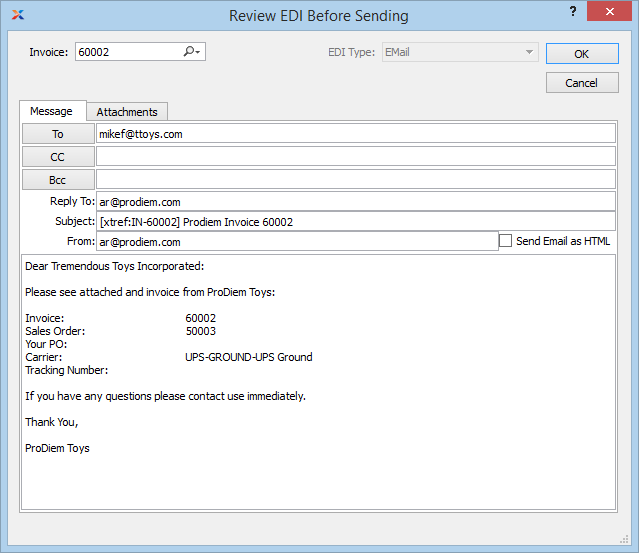 Review EDI Before Sending
? x
Invoice: 60002 EDI Type: EMail OK
Cancel
Message Attachments
To mikef@ttoys.com
CC
Bcc
Reply To: ar@prodiem.com
Subject: [xtref:IN-60002] Prodiem Invoice 60002
From: ar@prodiem.com Send Email as HTML
Dear Tremendous Toys Incorporated:
Please see attached and invoice from ProDiem Toys:
Invoice: 60002
Sales Order: 50003
Your PO:
Carrier: UPS-GROUND-UPS Ground
Tracking Number:
If you have any questions please contact use immediately.
Thank You,
ProDiem Toys